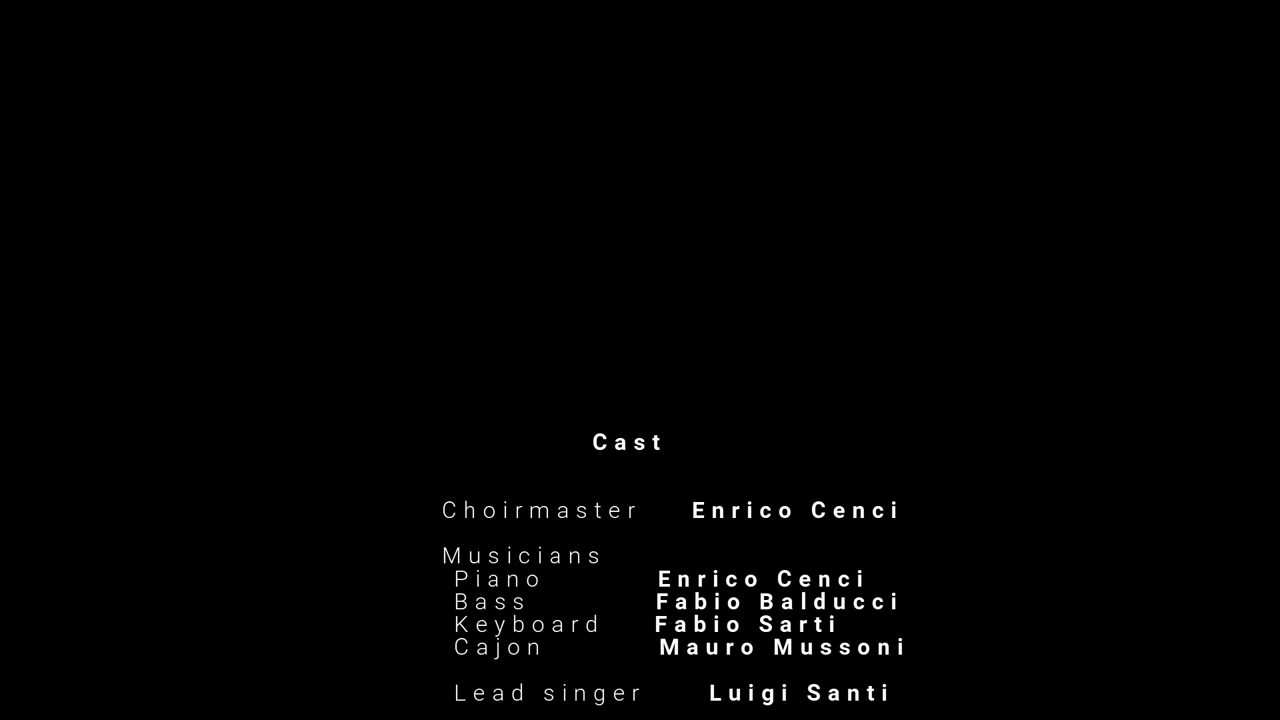 Cast
Choirmaster Enrico Cenci
Musicians
Piano Enrico Cenci
Bass Fabio Balducci
Keyboard Fabio Sarti
Cajon Mauro Mussoni
Lead singer Luigi Santi